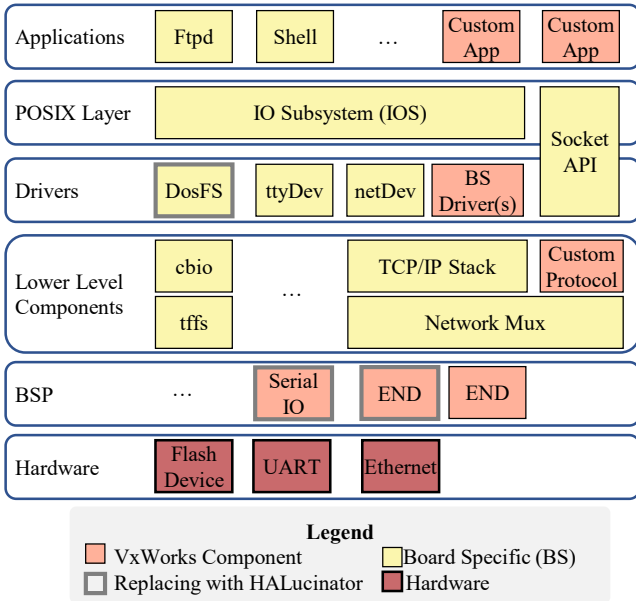 Applications
Ftpd
Shell
...
Custom
App
Custom
App
POSIX Layer
IO Subsystem (IOS)
Socket
API
Drivers
DosFS
ttyDev
netDev
BS
Driver(s)
Lower Level
Components
cbio
...
TCP/IP Stack
Custom
Protocol
tffs
Network Mux
BSP
...
Serial
IO
END
END
Hardware
Flash
Device
UART
Ethernet
Legend
VxWorks Component
Board Specific (BS)
Replacing with HALucinator
Hardware